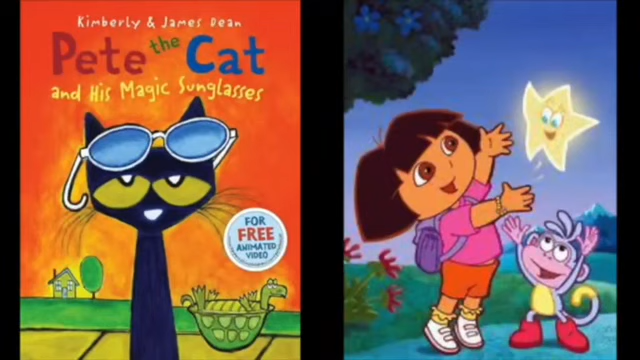 Kimberly & James Dean
Pete the Cat
and His Magic Sunglasses
FOR
FREE
ANIMATED
VIDEO